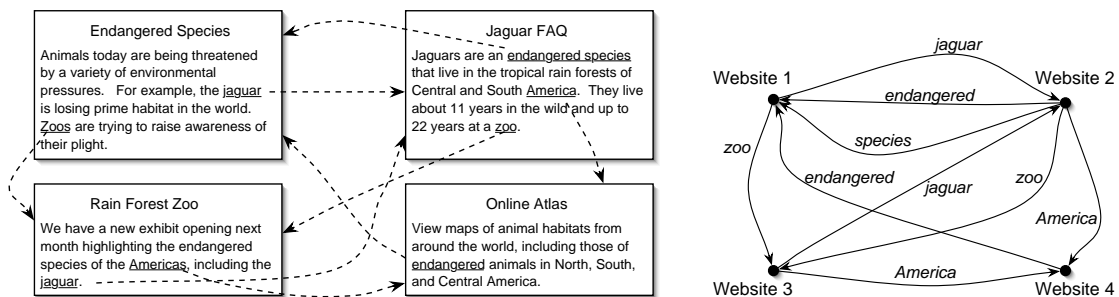 Endangered Species
Animals today are being threatened
by a variety of environmental
pressures. For example, the jaguar
is losing prime habitat in the world.
Zoos are trying to raise awareness of
their plight.
Jaguar FAQ
Jaguars are an endangered species
that live in the tropical rain forests of
Central and South America. They live
about 11 years in the wild and up to
22 years at a zoo.
Rain Forest Zoo
We have a new exhibit opening next
month highlighting the endangered
species of the Americas, including the
jaguar.
Online Atlas
View maps of animal habitats from
around the world, including those of
endangered animals in North, South,
and Central America.
jaguar
Website 1
Website 2
endangered
species
zoo
endangered
jaguar
zoo
America
America
Website 3
Website 4